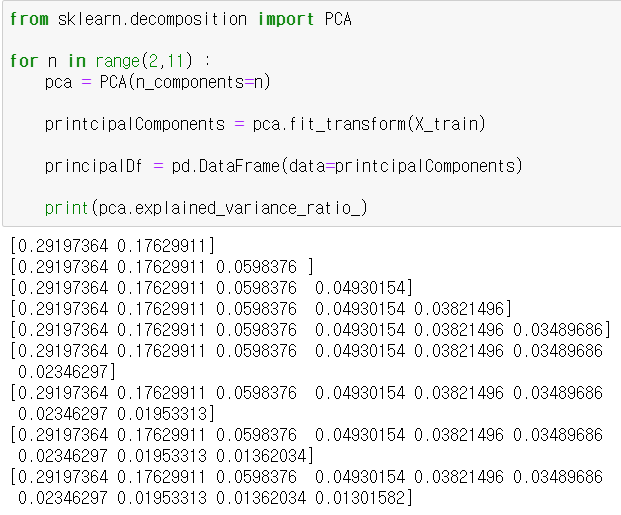 from sklearn.decomposition import PCA
for n in range(2,11) :
    pca = PCA(n_components=n)
    printcipalComponents = pca.fit_transform(X_train)
    principalDf = pd.DataFrame(data=printcipalComponents)
    print(pca.explained_variance_ratio_)
[0.29197364 0.17629911]
[0.29197364 0.17629911 0.0598376 ]
[0.29197364 0.17629911 0.0598376  0.04930154]
[0.29197364 0.17629911 0.0598376  0.04930154 0.03821496]
[0.29197364 0.17629911 0.0598376  0.04930154 0.03821496 0.03489686]
[0.29197364 0.17629911 0.0598376  0.04930154 0.03821496 0.03489686
 0.02346297]
[0.29197364 0.17629911 0.0598376  0.04930154 0.03821496 0.03489686
 0.02346297 0.01953313]
[0.29197364 0.17629911 0.0598376  0.04930154 0.03821496 0.03489686
 0.02346297 0.01953313 0.01362034]
[0.29197364 0.17629911 0.0598376  0.04930154 0.03821496 0.03489686
 0.02346297 0.01953313 0.01362034 0.01301582]